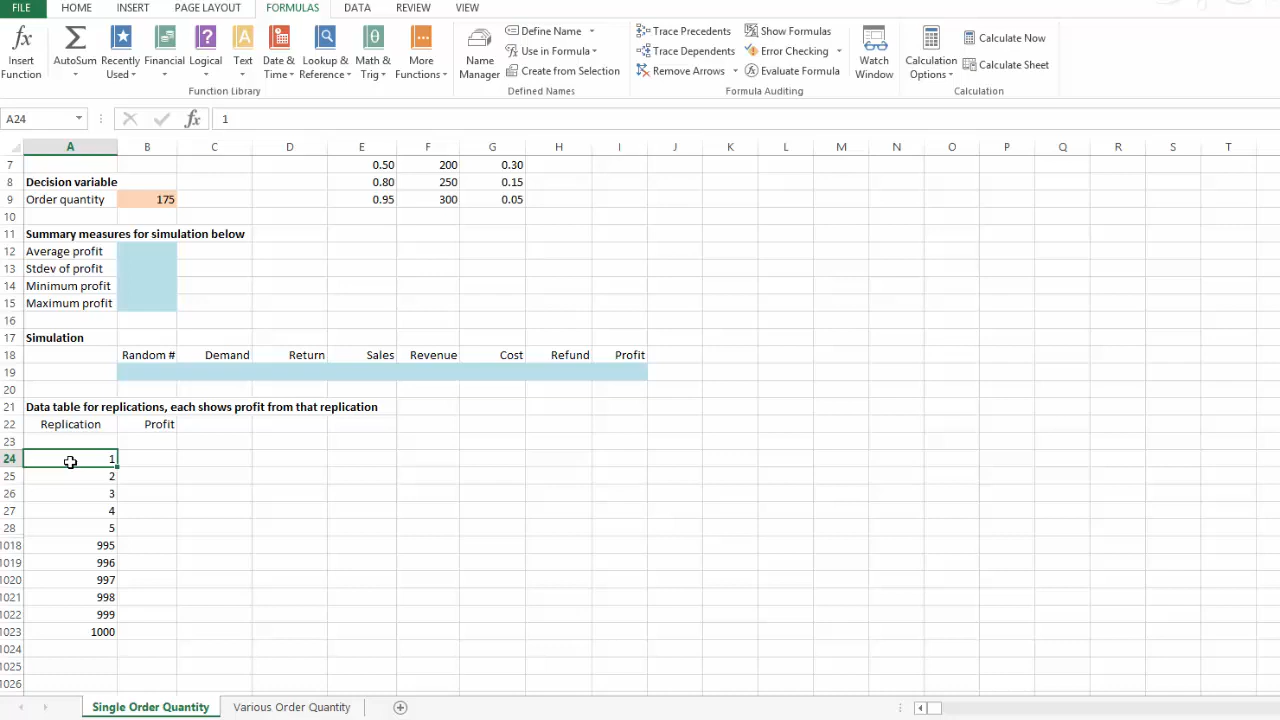 FILE HOME INSERT PAGE LAYOUT FORMULAS DATA REVIEW VIEW
fx Insert Function
Σ AutoSum
Recently Used
Financial
Logical
Text
Date & Time
Lookup & Reference
Math & Trig
More Functions
Function Library
Name Manager
Define Name
Use in Formula
Create from Selection
Defined Names
Trace Precedents
Trace Dependents
Remove Arrows
Show Formulas
Error Checking
Evaluate Formula
Formula Auditing
Watch Window
Calculation Options
Calculate Now
Calculate Sheet
Calculation
A24 fx 1
A B C D E F G H I J K L M N O P Q R S T
7 0.50 200 0.30
8 Decision variable 0.80 250 0.15
9 Order quantity 175 0.95 300 0.05
10
11 Summary measures for simulation below
12 Average profit
13 Stdev of profit
14 Minimum profit
15 Maximum profit
16
17 Simulation
18 Random # Demand Return Sales Revenue Cost Refund Profit
19
20
21 Data table for replications, each shows profit from that replication
22 Replication Profit
23
24 1
25 2
26 3
27 4
28 5
1018 995
1019 996
1020 997
1021 998
1022 999
1023 1000
1024
1025
1026
Single Order Quantity Various Order Quantity